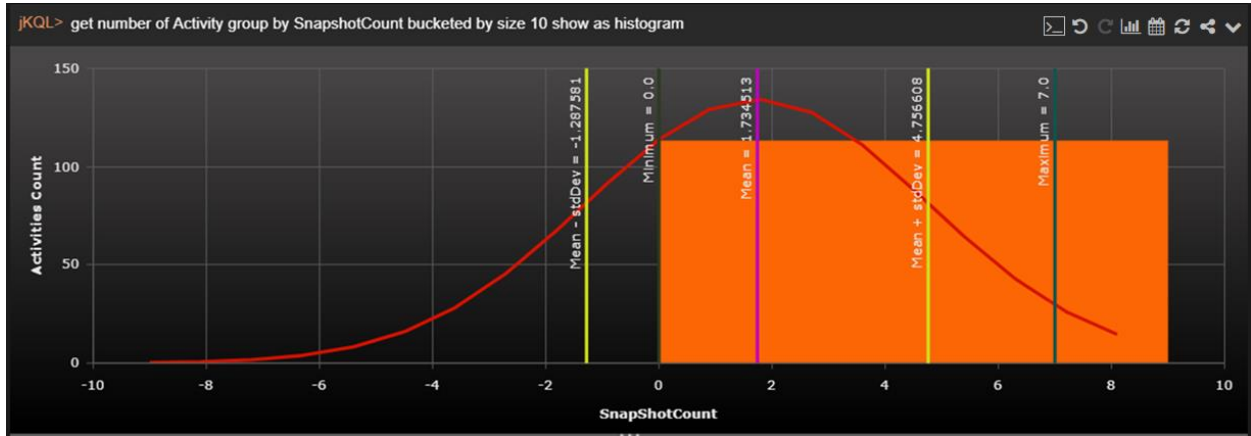 jKQL> get number of Activity group by SnapshotCount bucketed by size 10 show as histogram
150
100
50
0
Activities Count
Mean - stdDev = -1.287581
Minimum = 0.0
Mean = 1.734513
Mean + stdDev = 4.756608
Maximum = 7.0
-10 -8 -6 -4 -2 0 2 4 6 8 10
SnapShotCount